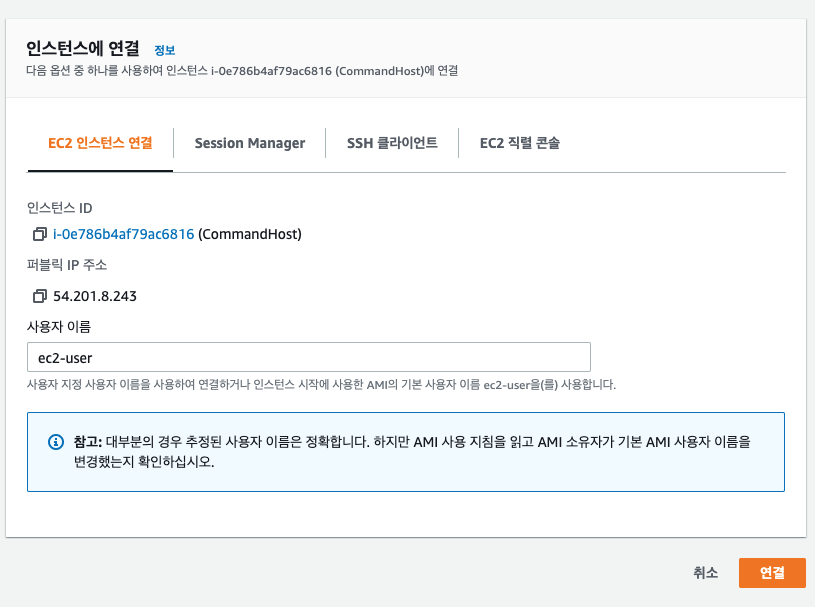 인스턴스에 연결 정보
다음 옵션 중 하나를 사용하여 인스턴스 i-0e786b4af79ac6816 (CommandHost)에 연결
EC2 인스턴스 연결 Session Manager SSH 클라이언트 EC2 직렬 콘솔
인스턴스 ID
i-0e786b4af79ac6816 (CommandHost)
퍼블릭 IP 주소
54.201.8.243
사용자 이름
ec2-user
사용자 지정 사용자 이름을 사용하여 연결하거나 인스턴스 시작에 사용한 AMI의 기본 사용자 이름 ec2-user을(를) 사용합니다.
참고: 대부분의 경우 추정된 사용자 이름은 정확합니다. 하지만 AMI 사용 지침을 읽고 AMI 소유자가 기본 AMI 사용자 이름을
변경했는지 확인하십시오.
취소 연결